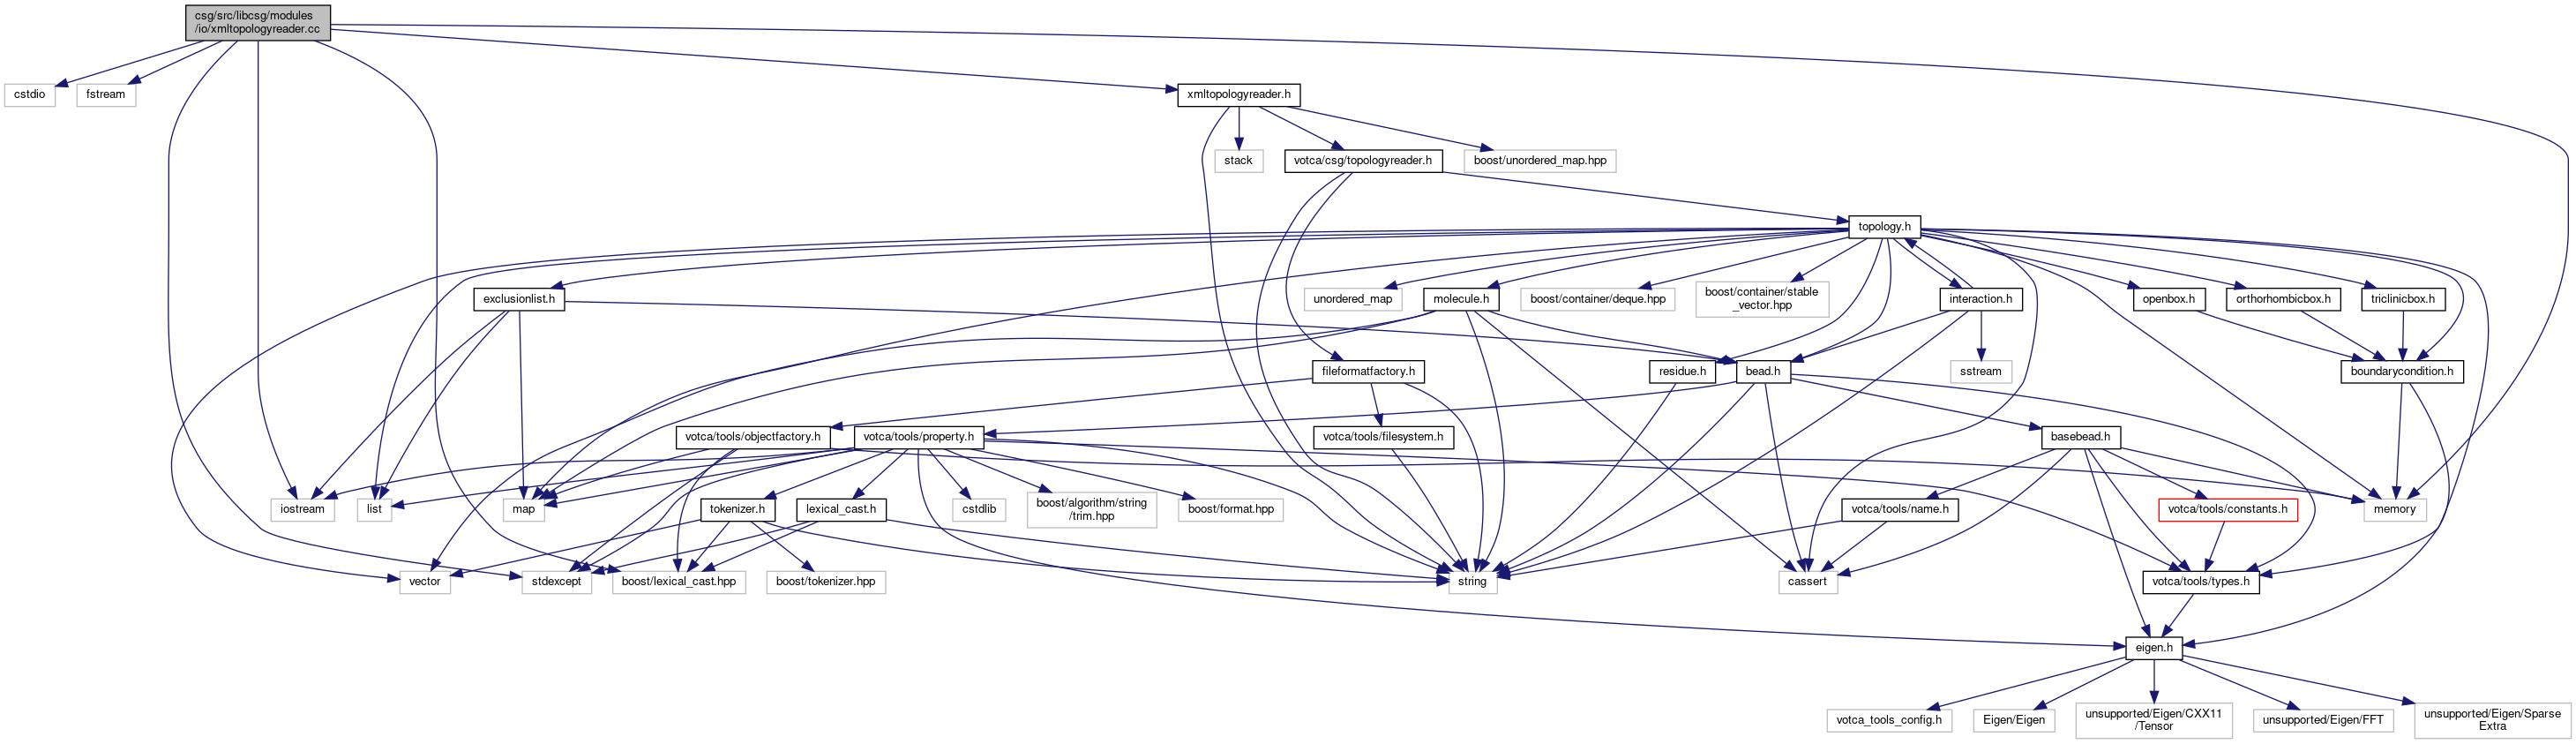 csg/src/libcsg/modules
/io/xmltopologyreader.cc
cstdio
fstream
xmltopologyreader.h
stack
votca/csg/topologyreader.h
boost/unordered_map.hpp
topology.h
exclusionlist.h
unordered_map
molecule.h
boost/container/deque.hpp
boost/container/stable
_vector.hpp
interaction.h
openbox.h
orthorhombicbox.h
triclinicbox.h
fileformatfactory.h
residue.h
bead.h
sstream
boundarycondition.h
votca/tools/objectfactory.h
votca/tools/property.h
votca/tools/filesystem.h
basebead.h
iostream
list
map
tokenizer.h
lexical_cast.h
cstdlib
boost/algorithm/string
/trim.hpp
boost/format.hpp
votca/tools/name.h
votca/tools/constants.h
memory
vector
stdexcept
boost/lexical_cast.hpp
boost/tokenizer.hpp
string
cassert
votca/tools/types.h
eigen.h
votca_tools_config.h
Eigen/Eigen
unsupported/Eigen/CXX11
/Tensor
unsupported/Eigen/FFT
unsupported/Eigen/Sparse
Extra